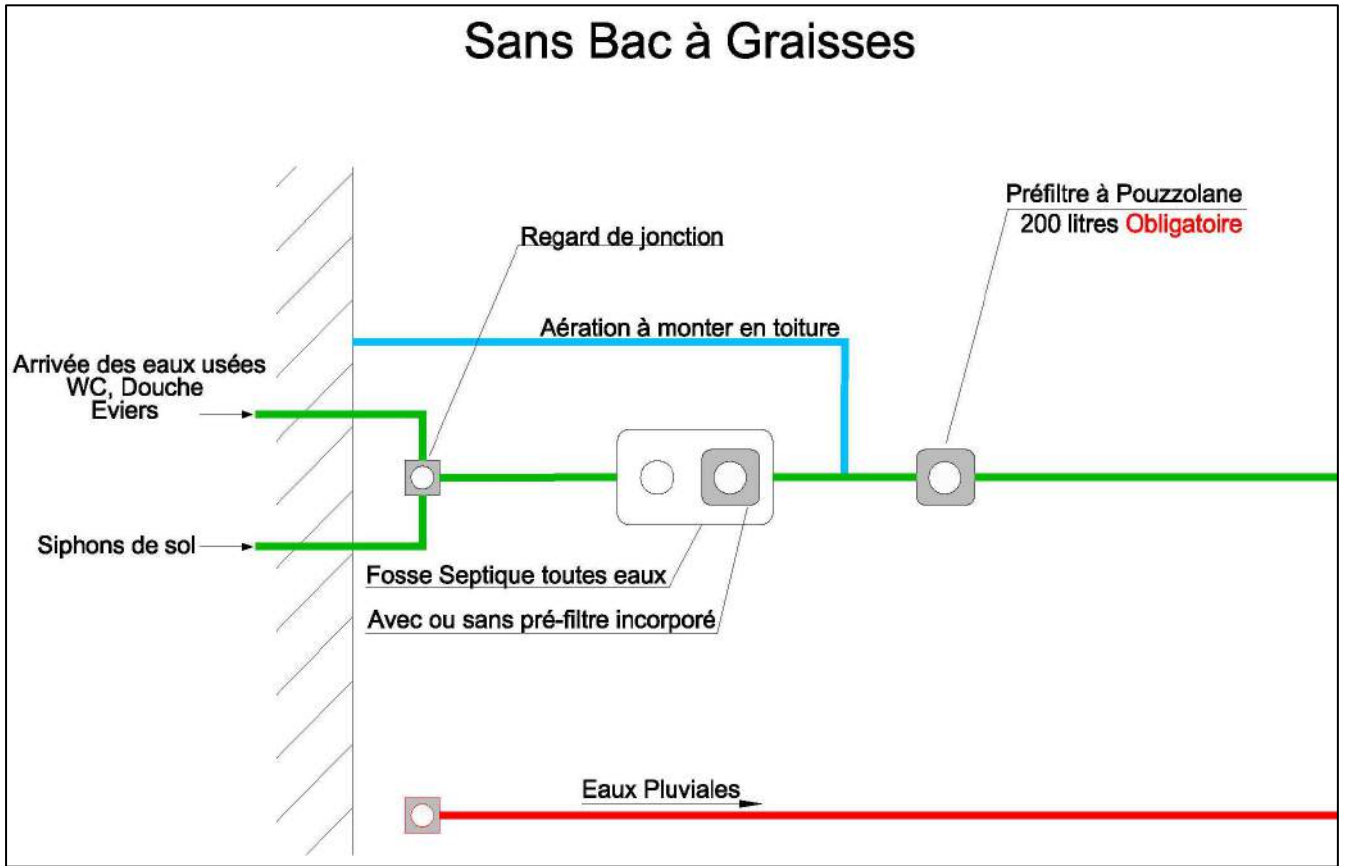 Sans Bac à Graisses
Préfiltre à Pouzzolane
200 litres Obligatoire
Regard de jonction
Aération à monter en toiture
Arrivée des eaux usées
WC, Douche
Eviers
Siphons de sol
Fosse Septique toutes eaux
Avec ou sans pré-filtre incorporé
Eaux Pluviales